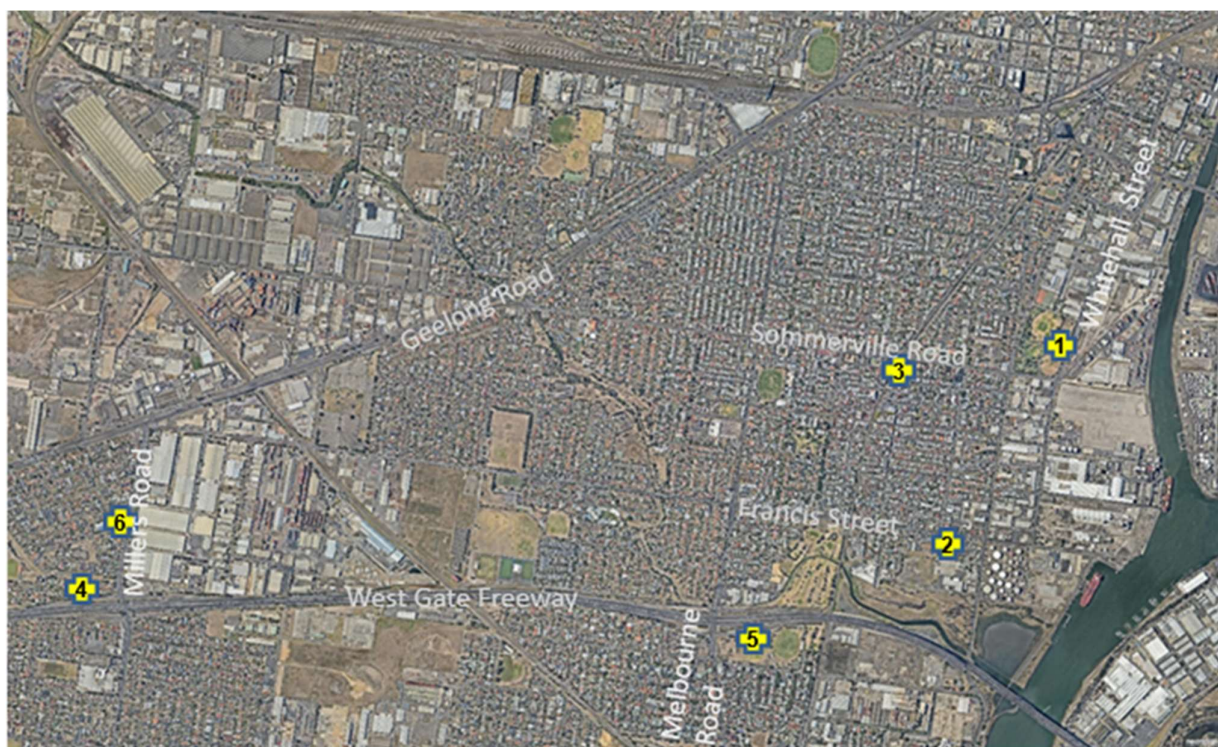 Whitehall Street
Geelong Road
Sommerville Road
1
3
Millers Road
6
Francis Street
2
4
West Gate Freeway
5
Melbourne
Road